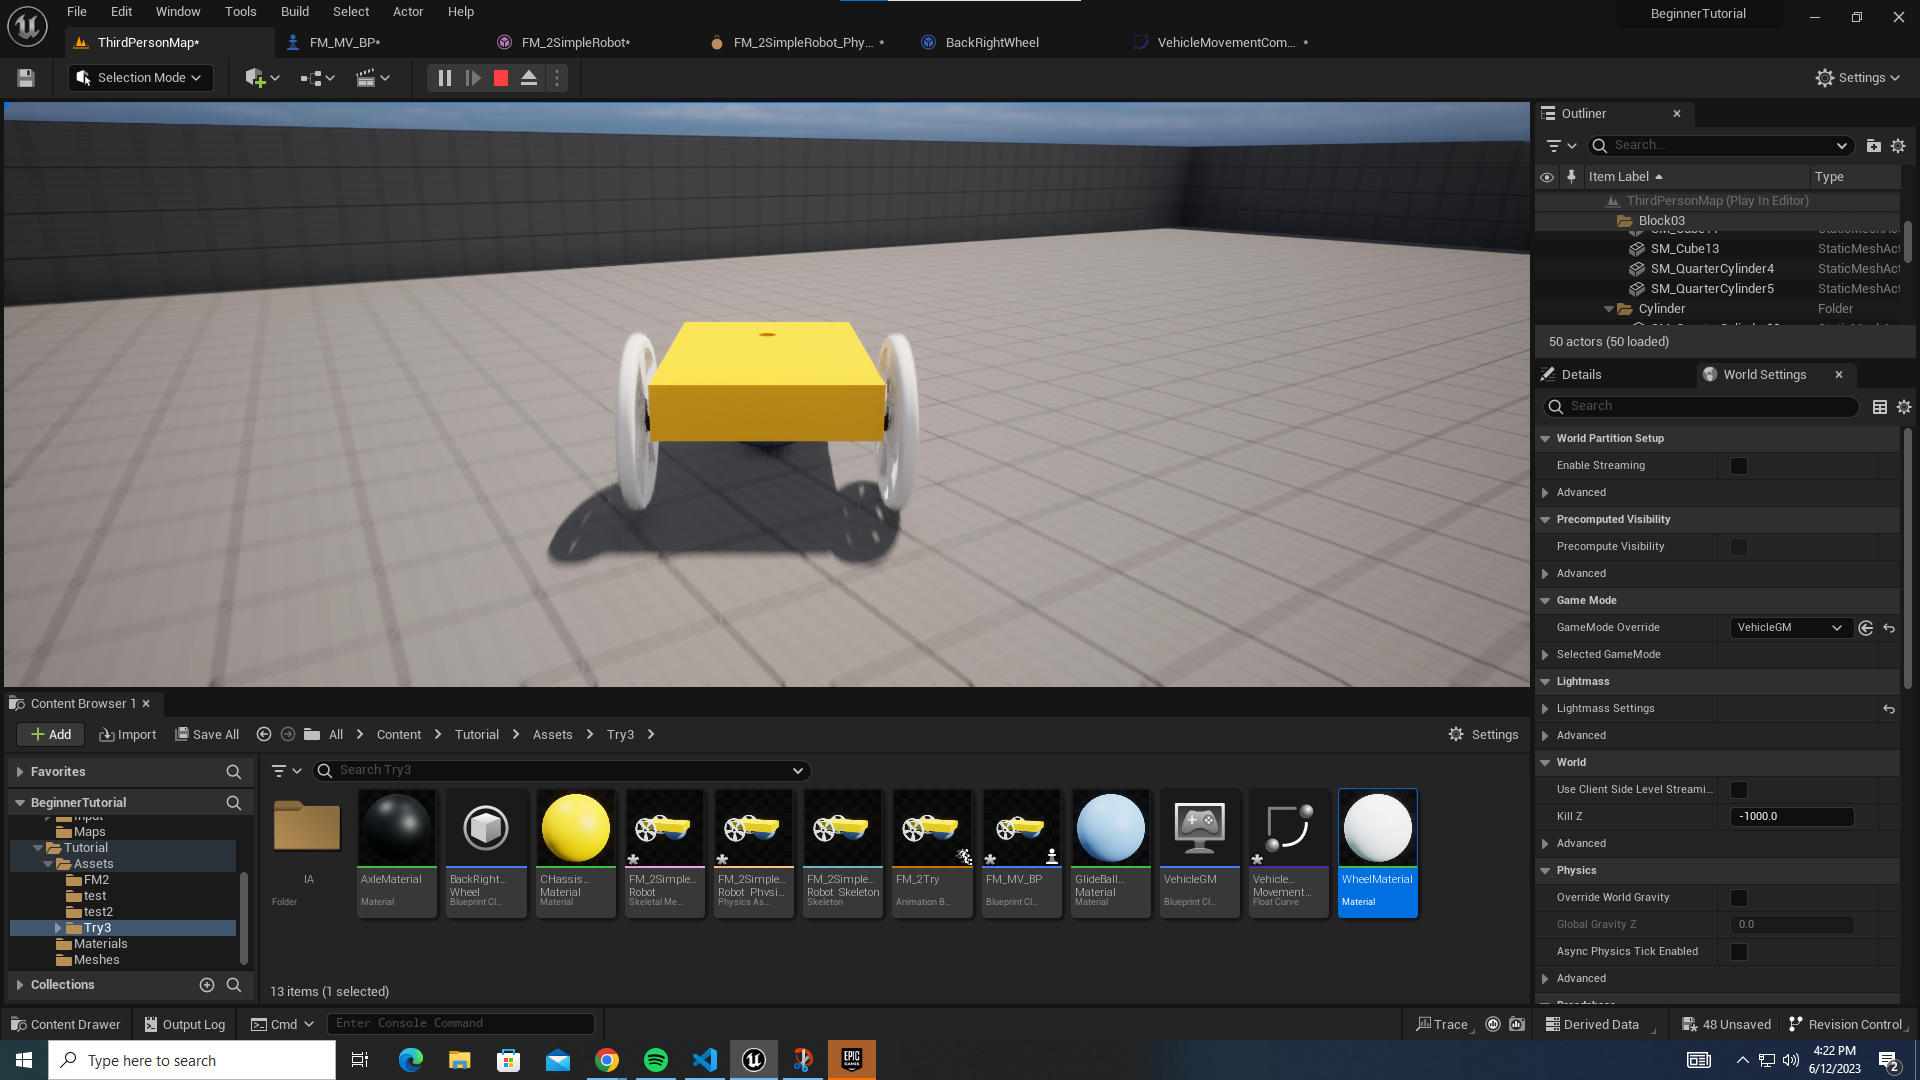 File Edit Window Tools Build Select Actor Help
BeginnerTutorial
ThirdPersonMap*
FM_MV_BP*
FM_2SimpleRobot*
FM_2SimpleRobot_Phy... *
BackRightWheel
VehicleMovementCom... *
Selection Mode
Settings
Outliner
Search...
Item Label
Type
ThirdPersonMap (Play In Editor)
Block03
SM_Cube13 StaticMeshAct
SM_QuarterCylinder4 StaticMeshAct
SM_QuarterCylinder5 StaticMeshAct
Cylinder Folder
50 actors (50 loaded)
Details
World Settings
Search
World Partition Setup
Enable Streaming
Advanced
Precomputed Visibility
Precompute Visibility
Advanced
Game Mode
GameMode Override VehicleGM
Selected GameMode
Lightmass
Lightmass Settings
Advanced
World
Use Client Side Level Streami...
Kill Z -1000.0
Advanced
Physics
Override World Gravity
Global Gravity Z 0.0
Async Physics Tick Enabled
Advanced
Content Browser 1
Add Import Save All All > Content > Tutorial > Assets > Try3 >
Settings
Favorites
Search Try3
BeginnerTutorial
Maps
Tutorial
Assets
FM2
test
test2
Try3
Materials
Meshes
Collections
IA
Folder
AxleMaterial
Material
BackRight...
Wheel
Blueprint Cl...
CHassis...
Material
Material
FM_2Simple...
Robot
Skeletal Me...
FM_2Simple...
Robot_Physi...
Physics As...
FM_2Simple...
Robot_Skeleton
Skeleton
FM_2Try
Animation B...
FM_MV_BP
Blueprint Cl...
GlideBall...
Material
Material
VehicleGM
Blueprint Cl...
Vehicle...
Movement...
Float Curve
WheelMaterial
Material
13 items (1 selected)
Content Drawer
Output Log
Cmd
Enter Console Command
Trace
Derived Data
48 Unsaved
Revision Control
Type here to search
EPIC
GAMES
4:22 PM
6/12/2023
2